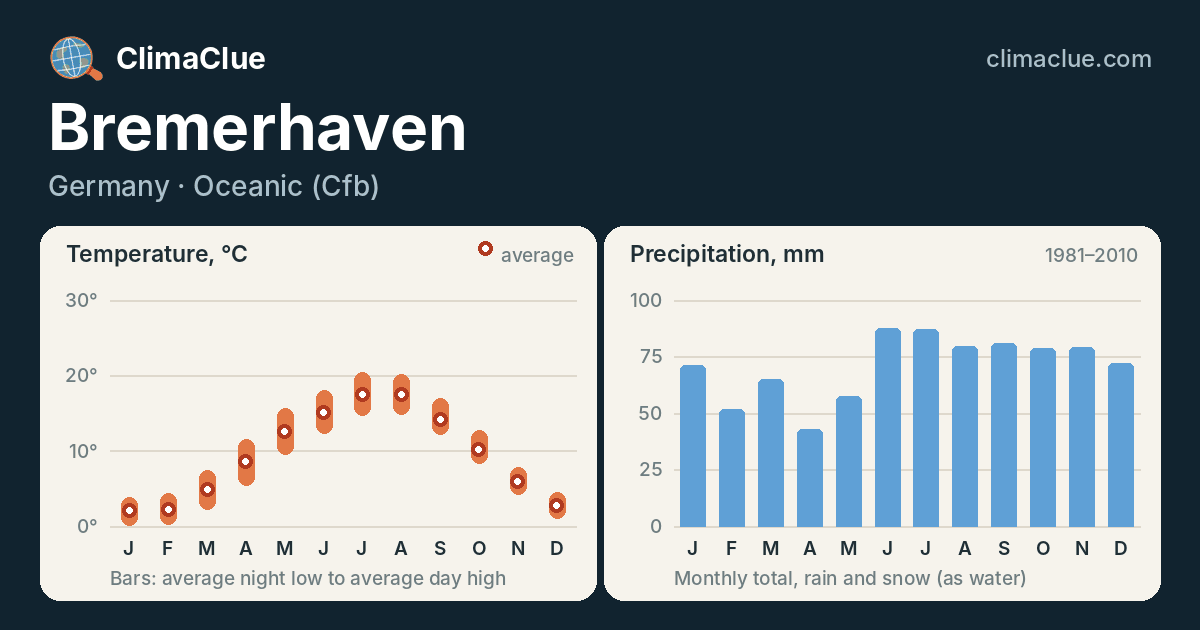 ClimaClue
climaclue.com
Bremerhaven
Germany · Oceanic (Cfb)
Temperature, °C
average
30°
20°
10°
0°
J F M A M J J A S O N D
Bars: average night low to average day high
Precipitation, mm
1981–2010
100
75
50
25
0
J F M A M J J A S O N D
Monthly total, rain and snow (as water)